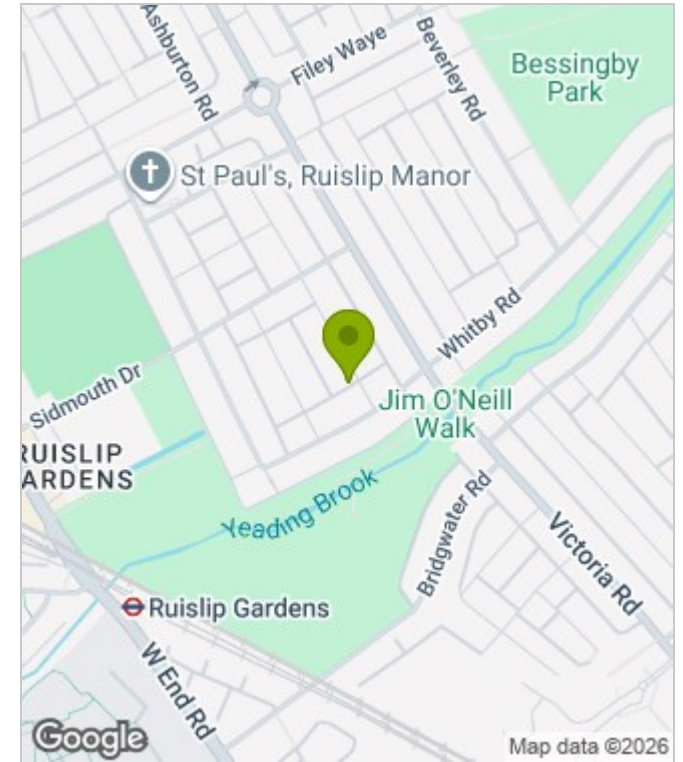 Ashburton Rd
Filey Waye
Beverley Rd
Bessingby
Park
St Paul's, Ruislip Manor
Whitby Rd
Sidmouth Dr
Jim O'Neill
Walk
RUISLIP
ARDENS
Yeading Brook
Bridgwater Rd
Victoria Rd
Ruislip Gardens
W End Rd
Google
Map data ©2026